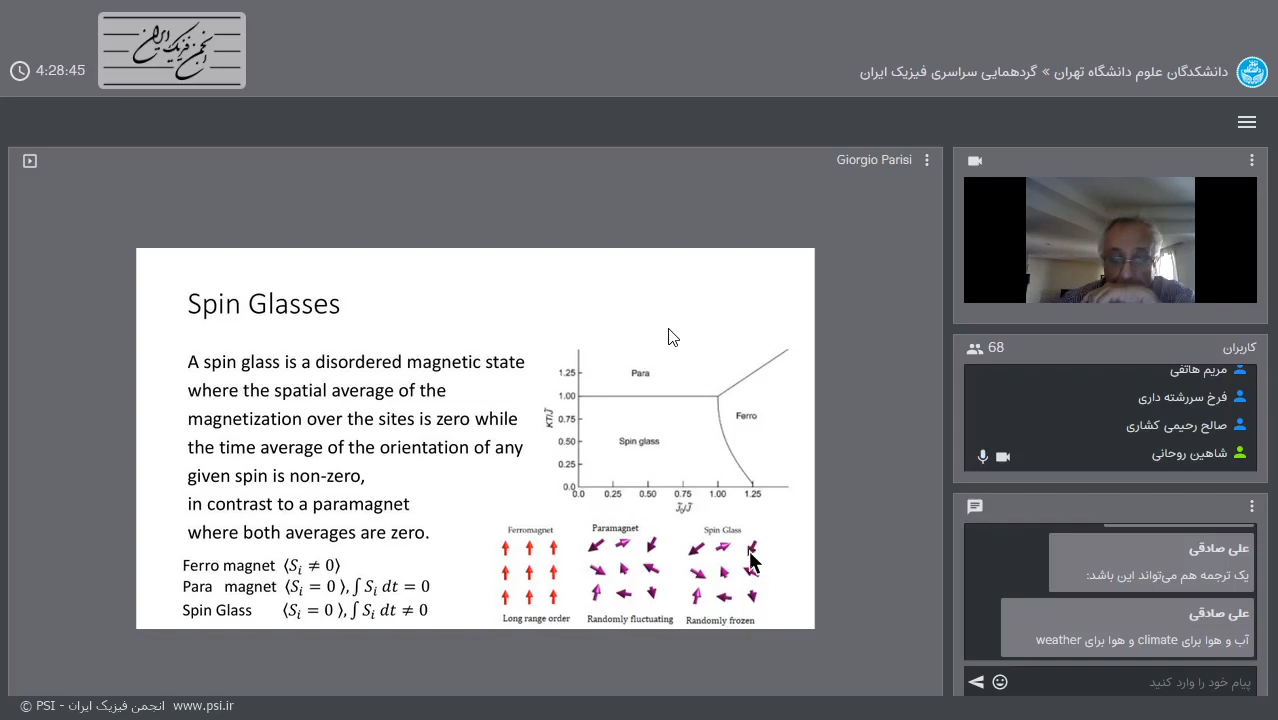 4:28:45
انجمن فیزیک ایران
دانشکدگان علوم دانشگاه تهران » گردهمایی سراسری فیزیک ایران
Giorgio Parisi
Spin Glasses
A spin glass is a disordered magnetic state
where the spatial average of the
magnetization over the sites is zero while
the time average of the orientation of any
given spin is non-zero,
in contrast to a paramagnet
where both averages are zero.
Ferro magnet ⟨S_i ≠ 0⟩
Para magnet ⟨S_i = 0 ⟩, ∫ S_i dt = 0
Spin Glass ⟨S_i = 0 ⟩, ∫ S_i dt ≠ 0
1.25
1.00
0.75
0.50
0.25
0.0
KT/J̃
Para
Ferro
Spin glass
0.0 0.25 0.50 0.75 1.00 1.25
J̃₀/J̃
Ferromagnet Paramagnet Spin Glass
Long range order Randomly fluctuating Randomly frozen
کاربران
68
مریم هاتفی
فرخ سررشته داری
صالح رحیمی کشاری
شاهین روحانی
علی صادقی
یک ترجمه هم می‌تواند این باشد:
علی صادقی
آب و هوا برای climate و هوا برای weather
پیام خود را وارد کنید
© PSI - انجمن فیزیک ایران www.psi.ir